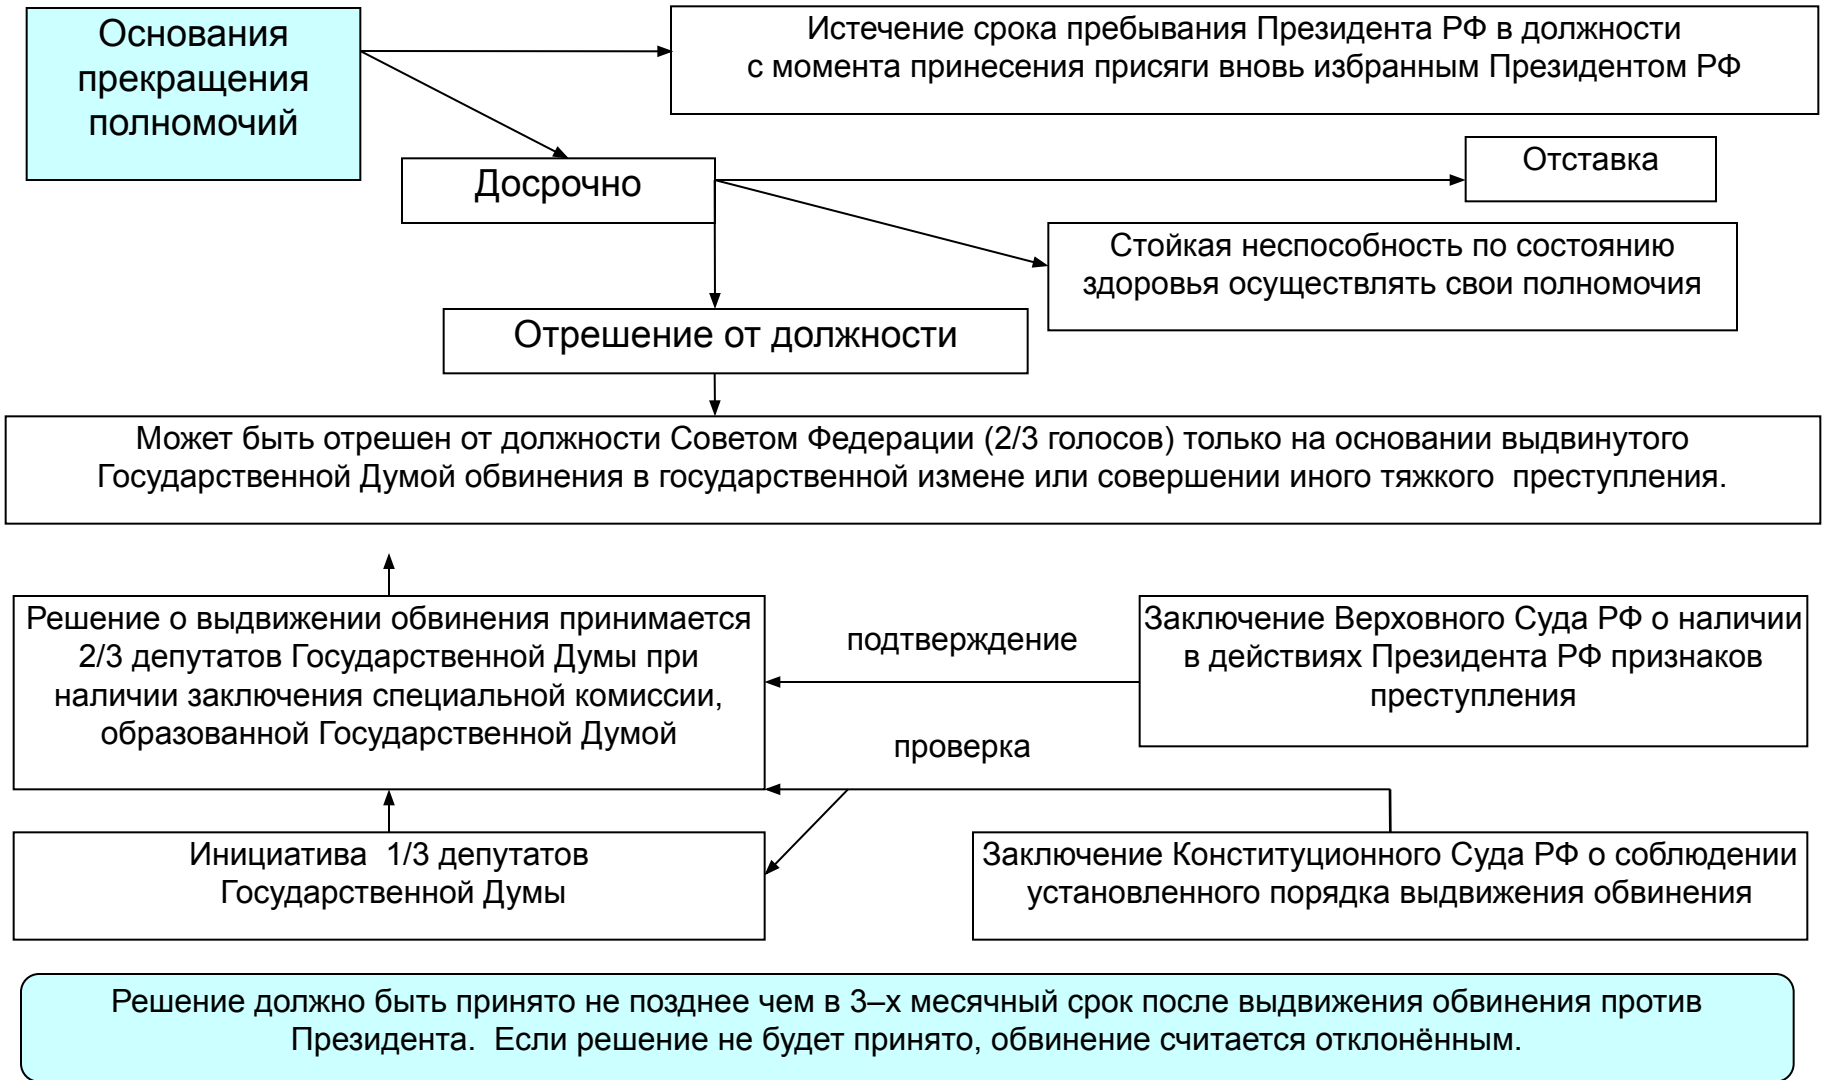 Основания
прекращения
полномочий
Истечение срока пребывания Президента РФ в должности
с момента принесения присяги вновь избранным Президентом РФ
Досрочно
Отставка
Стойкая неспособность по состоянию
здоровья осуществлять свои полномочия
Отрешение от должности
Может быть отрешен от должности Советом Федерации (2/3 голосов) только на основании выдвинутого
Государственной Думой обвинения в государственной измене или совершении иного тяжкого  преступления.
Решение о выдвижении обвинения принимается
2/3 депутатов Государственной Думы при
наличии заключения специальной комиссии,
образованной Государственной Думой
подтверждение
Заключение Верховного Суда РФ о наличии
в действиях Президента РФ признаков
преступления
проверка
Инициатива  1/3 депутатов
Государственной Думы
Заключение Конституционного Суда РФ о соблюдении
установленного порядка выдвижения обвинения
Решение должно быть принято не позднее чем в 3–х месячный срок после выдвижения обвинения против
Президента.  Если решение не будет принято, обвинение считается отклонённым.